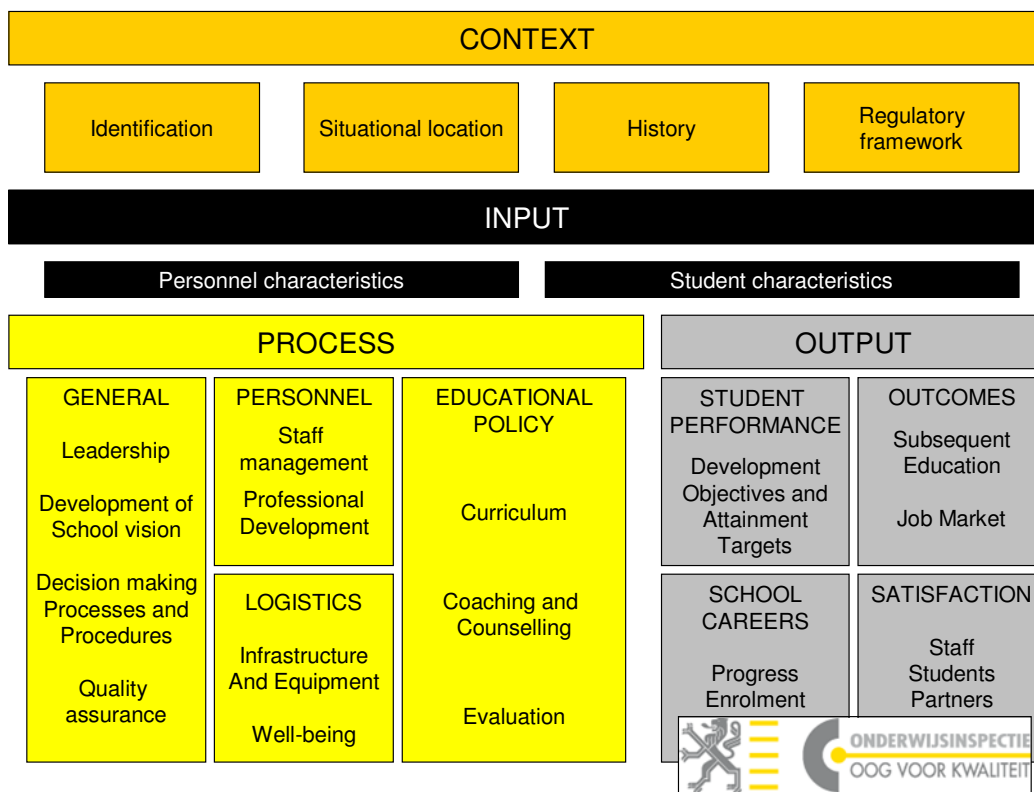 CONTEXT
Identification
Situational location
History
Regulatory
framework
INPUT
Personnel characteristics
Student characteristics
PROCESS
GENERAL
Leadership
Development of
School vision
Decision making
Processes and
Procedures
Quality
assurance
PERSONNEL
Staff
management
Professional
Development
LOGISTICS
Infrastructure
And Equipment
Well-being
EDUCATIONAL
POLICY
Curriculum
Coaching and
Counselling
Evaluation
OUTPUT
STUDENT
PERFORMANCE
Development
Objectives and
Attainment
Targets
OUTCOMES
Subsequent
Education
Job Market
SCHOOL
CAREERS
Progress
Enrolment
SATISFACTION
Staff
Students
Partners
ONDERWIJSINSPECTIE
OOG VOOR KWALITEIT